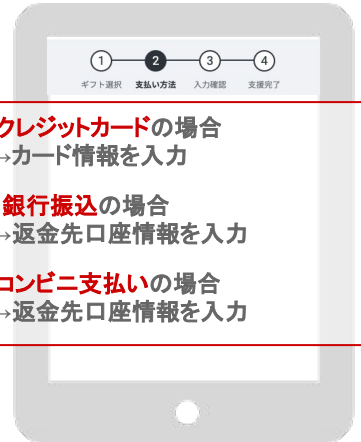 1 2 3 4
ギフト選択 支払い方法 入力確認 支援完了
クレジットカードの場合
→カード情報を入力
銀行振込の場合
→返金先口座情報を入力
コンビニ支払いの場合
→返金先口座情報を入力